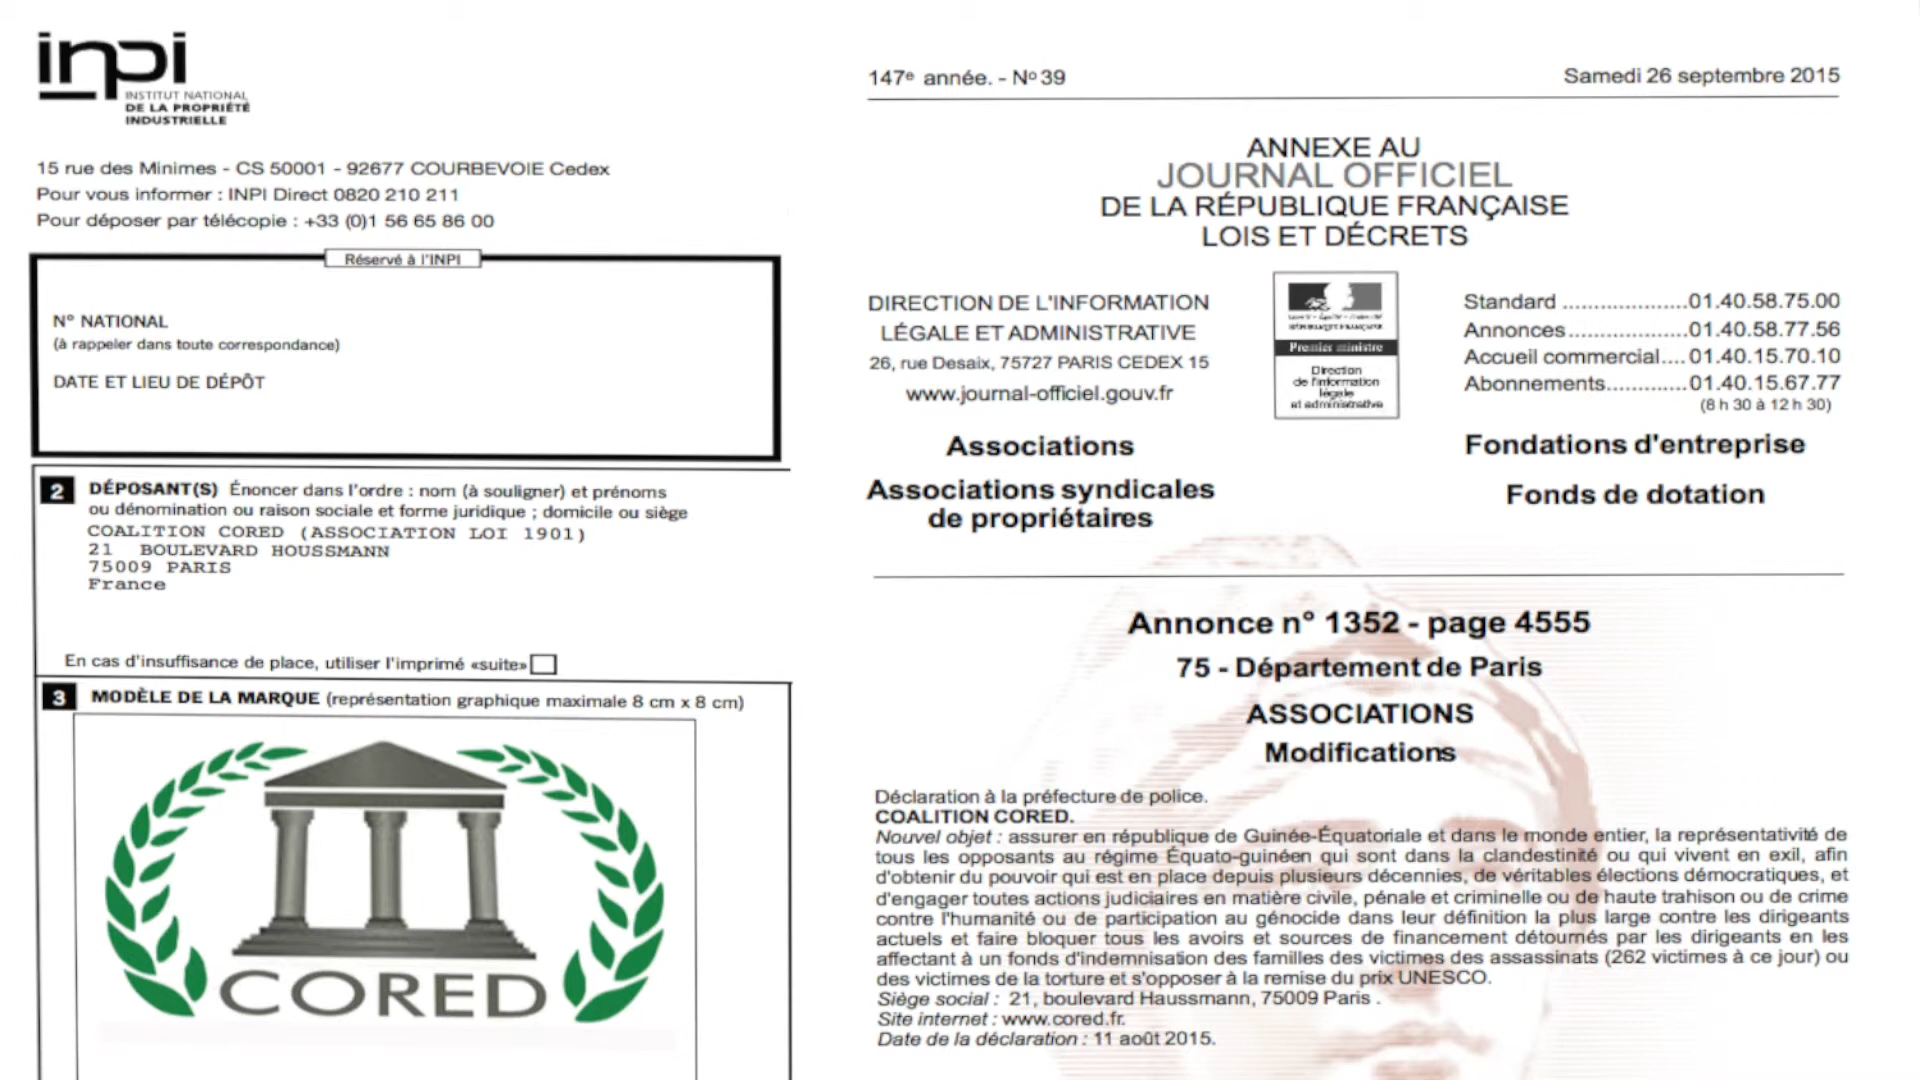 inpi
INSTITUT NATIONAL
DE LA PROPRIÉTÉ
INDUSTRIELLE
15 rue des Minimes - CS 50001 - 92677 COURBEVOIE Cedex
Pour vous informer : INPI Direct 0820 210 211
Pour déposer par télécopie : +33 (0)1 56 65 86 00
Réservé à l'INPI
N° NATIONAL
(à rappeler dans toute correspondance)
DATE ET LIEU DE DÉPÔT
2 DÉPOSANT(S) Énoncer dans l'ordre : nom (à souligner) et prénoms
ou dénomination ou raison sociale et forme juridique ; domicile ou siège
COALITION CORED (ASSOCIATION LOI 1901)
21 BOULEVARD HOUSSMANN
75009 PARIS
France
En cas d'insuffisance de place, utiliser l'imprimé «suite»
3 MODÈLE DE LA MARQUE (représentation graphique maximale 8 cm x 8 cm)
CORED
147e année. - No 39
Samedi 26 septembre 2015
ANNEXE AU
JOURNAL OFFICIEL
DE LA RÉPUBLIQUE FRANÇAISE
LOIS ET DÉCRETS
DIRECTION DE L'INFORMATION
LÉGALE ET ADMINISTRATIVE
26, rue Desaix, 75727 PARIS CEDEX 15
www.journal-officiel.gouv.fr
Premier ministre
Direction
de l'information
légale
et administrative
Standard ....................01.40.58.75.00
Annonces...................01.40.58.77.56
Accueil commercial....01.40.15.70.10
Abonnements.............01.40.15.67.77
(8 h 30 à 12 h 30)
Associations
Associations syndicales
de propriétaires
Fondations d'entreprise
Fonds de dotation
Annonce n° 1352 - page 4555
75 - Département de Paris
ASSOCIATIONS
Modifications
Déclaration à la préfecture de police.
COALITION CORED.
Nouvel objet : assurer en république de Guinée-Équatoriale et dans le monde entier, la représentativité de
tous les opposants au régime Équato-guinéen qui sont dans la clandestinité ou qui vivent en exil, afin
d'obtenir du pouvoir qui est en place depuis plusieurs décennies, de véritables élections démocratiques, et
d'engager toutes actions judiciaires en matière civile, pénale et criminelle ou de haute trahison ou de crime
contre l'humanité ou de participation au génocide dans leur définition la plus large contre les dirigeants
actuels et faire bloquer tous les avoirs et sources de financement détournés par les dirigeants en les
affectant à un fonds d'indemnisation des familles des victimes des assassinats (262 victimes à ce jour) ou
des victimes de la torture et s'opposer à la remise du prix UNESCO.
Siège social : 21, boulevard Haussmann, 75009 Paris .
Site internet : www.cored.fr.
Date de la déclaration : 11 août 2015.